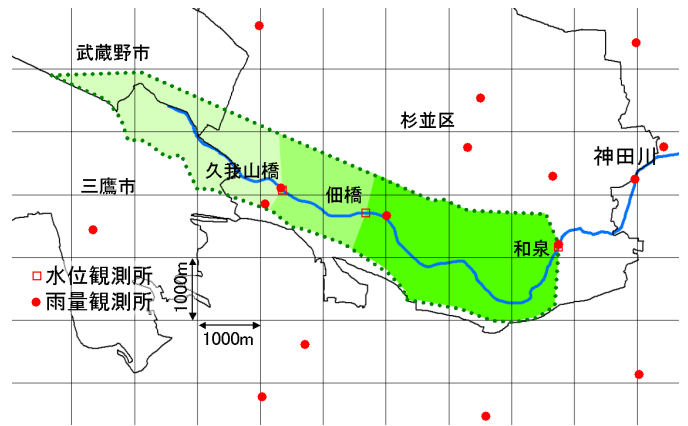 武蔵野市
杉並区
神田川
久我山橋
三鷹市
佃橋
和泉
水位観測所
雨量観測所
1000m
1000m